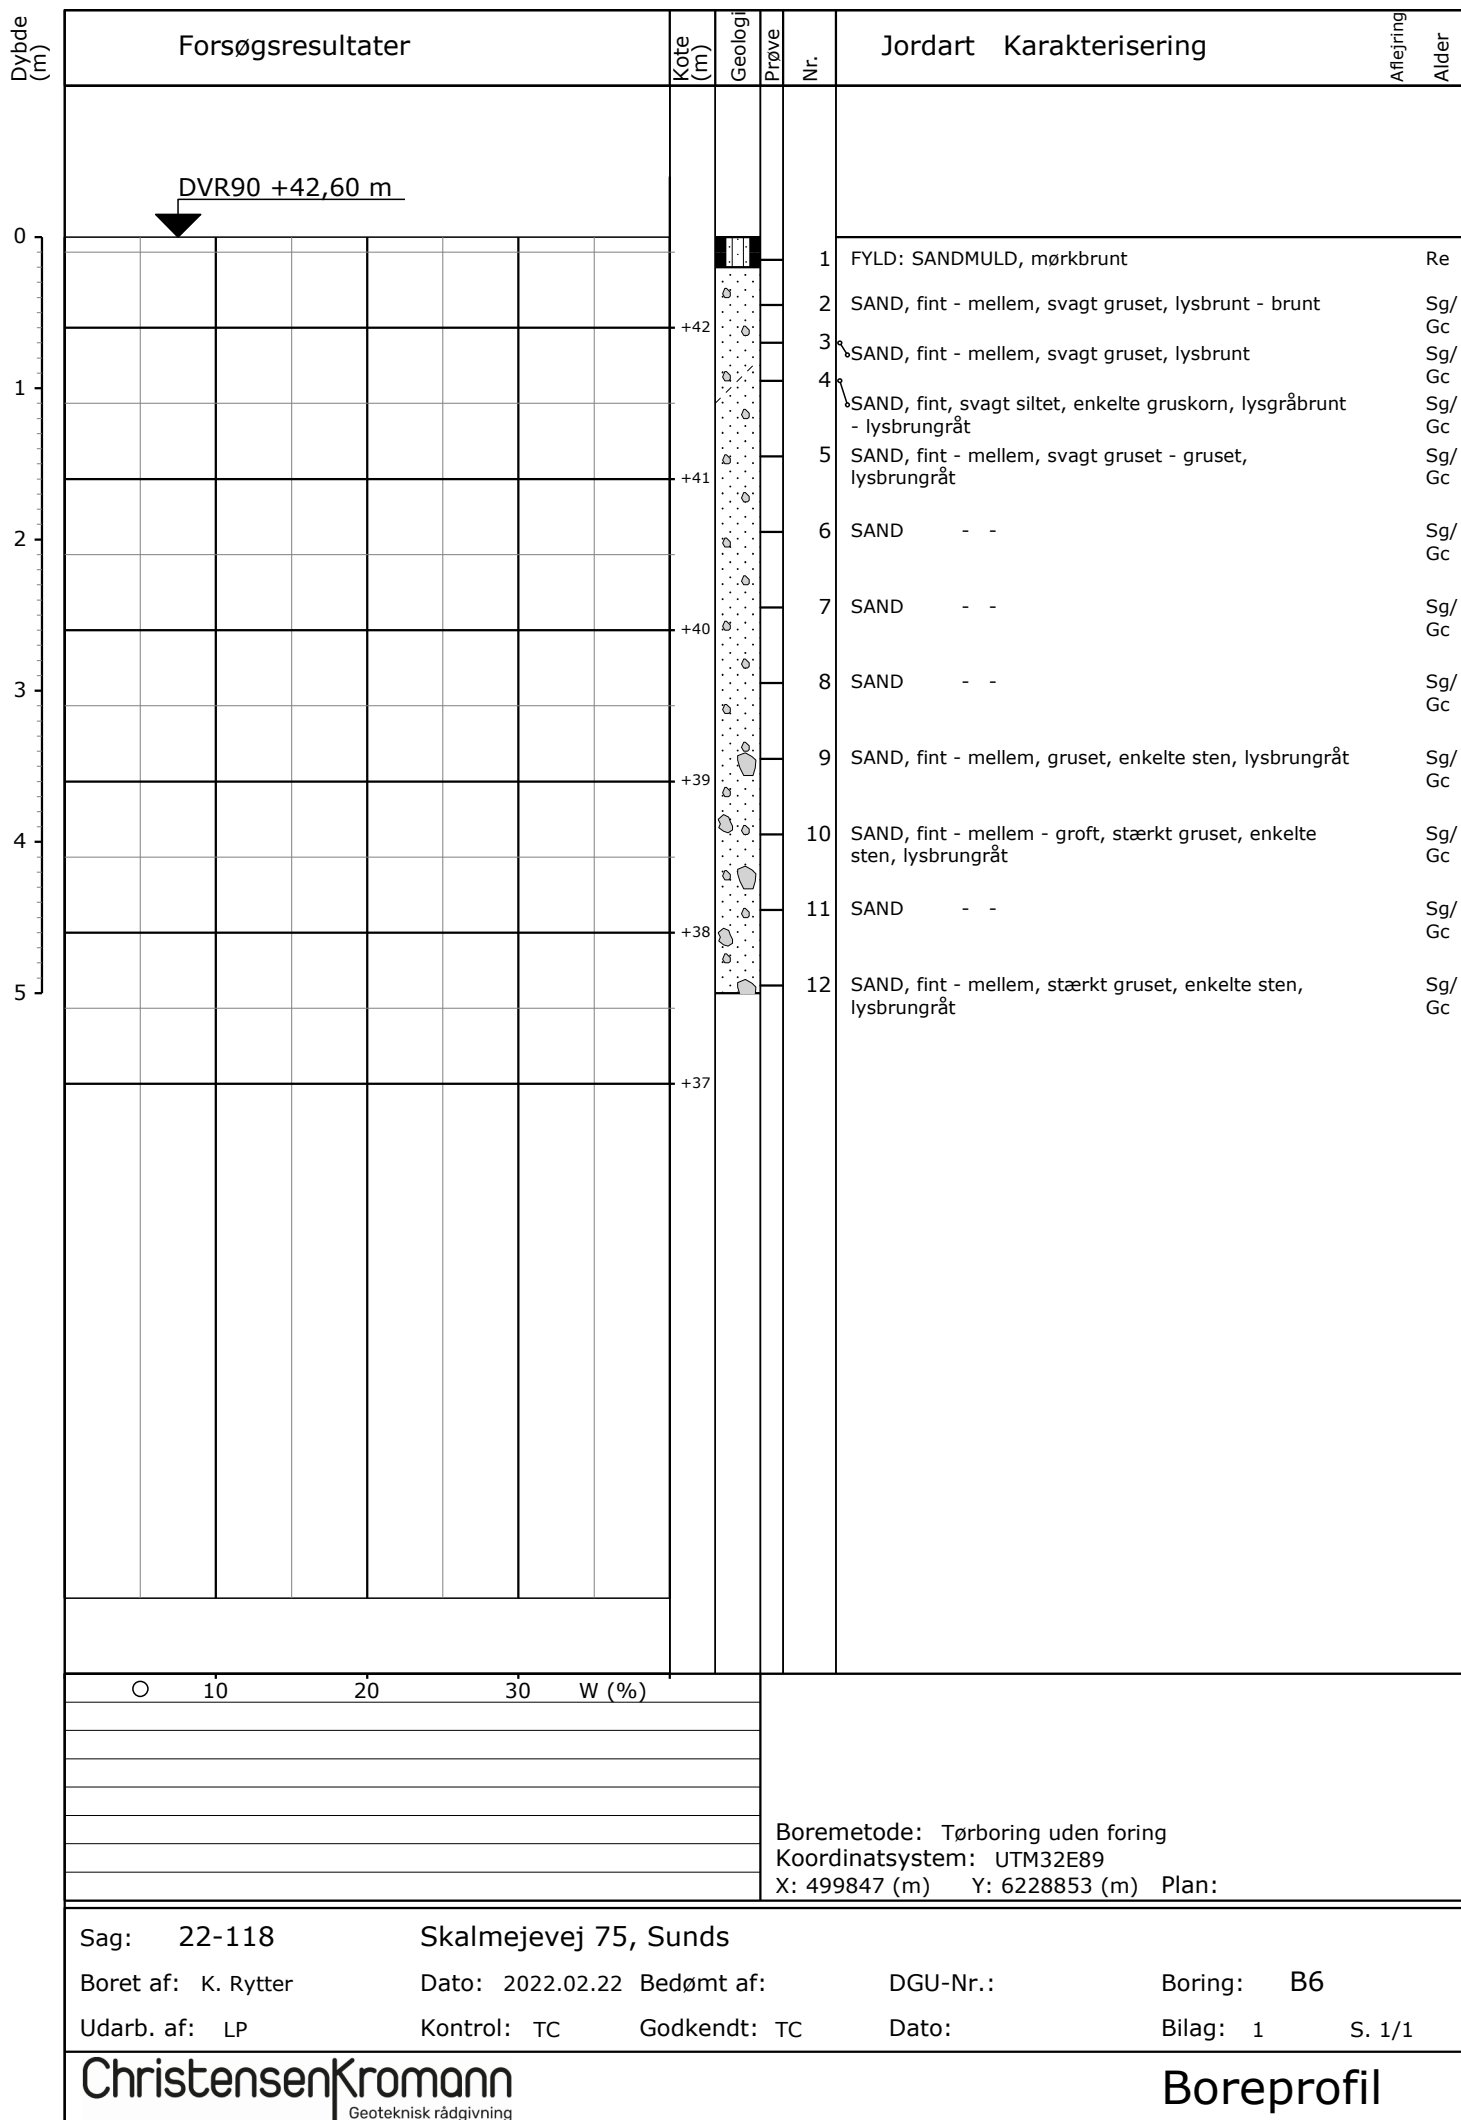 Dybde (m)
Forsøgsresultater
Kote (m)
Geologi
Prøve
Nr.
Jordart Karakterisering
Aflejring
Alder
DVR90 +42,60 m
0
1 FYLD: SANDMULD, mørkbrunt Re
2 SAND, fint - mellem, svagt gruset, lysbrunt - brunt Sg/
Gc
+42
3 SAND, fint - mellem, svagt gruset, lysbrunt Sg/
Gc
1
4 SAND, fint, svagt siltet, enkelte gruskorn, lysgråbrunt Sg/
- lysbrungråt Gc
5 SAND, fint - mellem, svagt gruset - gruset, Sg/
lysbrungråt Gc
+41
2
6 SAND - - Sg/
Gc
7 SAND - - Sg/
Gc
+40
3
8 SAND - - Sg/
Gc
9 SAND, fint - mellem, gruset, enkelte sten, lysbrungråt Sg/
Gc
+39
4
10 SAND, fint - mellem - groft, stærkt gruset, enkelte Sg/
sten, lysbrungråt Gc
11 SAND - - Sg/
Gc
+38
5
12 SAND, fint - mellem, stærkt gruset, enkelte sten, Sg/
lysbrungråt Gc
+37
10 20 30 W (%)
Boremetode: Tørboring uden foring
Koordinatsystem: UTM32E89
X: 499847 (m) Y: 6228853 (m) Plan:
Sag: 22-118 Skalmejevej 75, Sunds
Boret af: K. Rytter Dato: 2022.02.22 Bedømt af: DGU-Nr.: Boring: B6
Udarb. af: LP Kontrol: TC Godkendt: TC Dato: Bilag: 1 S. 1/1
ChristensenKromann
Geoteknisk rådgivning
Boreprofil